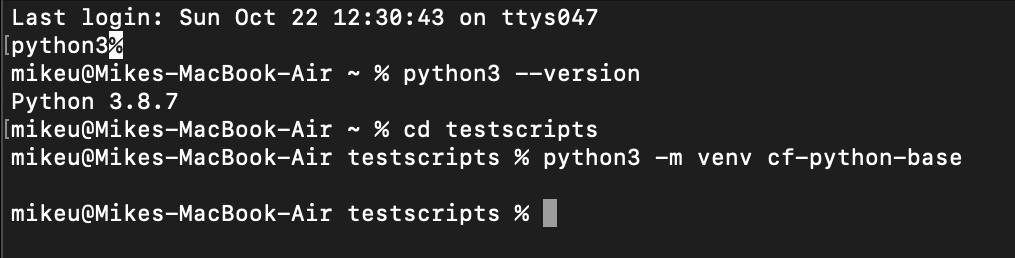 Last login: Sun Oct 22 12:30:43 on ttys047
[python3%
mikeu@Mikes-MacBook-Air ~ % python3 --version
Python 3.8.7
[mikeu@Mikes-MacBook-Air ~ % cd testscripts
mikeu@Mikes-MacBook-Air testscripts % python3 -m venv cf-python-base
mikeu@Mikes-MacBook-Air testscripts %